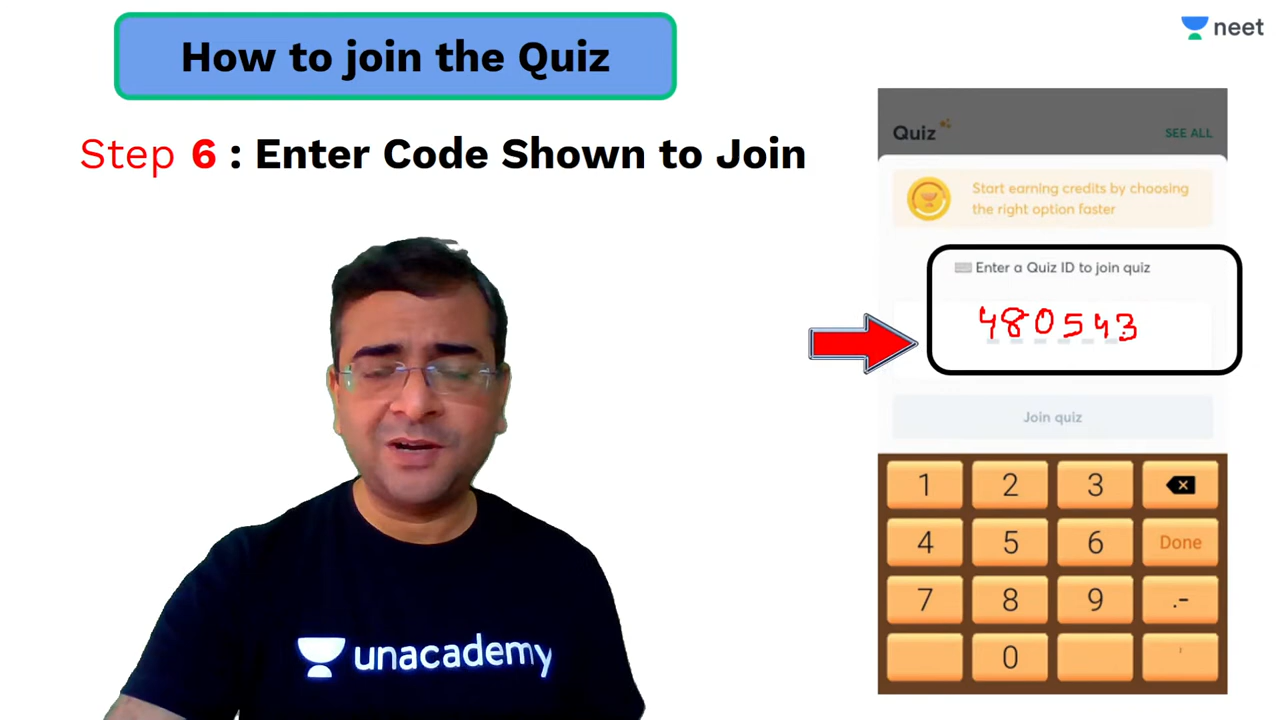 How to join the Quiz
neet
Step 6 : Enter Code Shown to Join
Quiz
SEE ALL
Start earning credits by choosing
the right option faster
Enter a Quiz ID to join quiz
480543
Join quiz
1 2 3
4 5 6 Done
7 8 9 .-
0 ,
unacademy